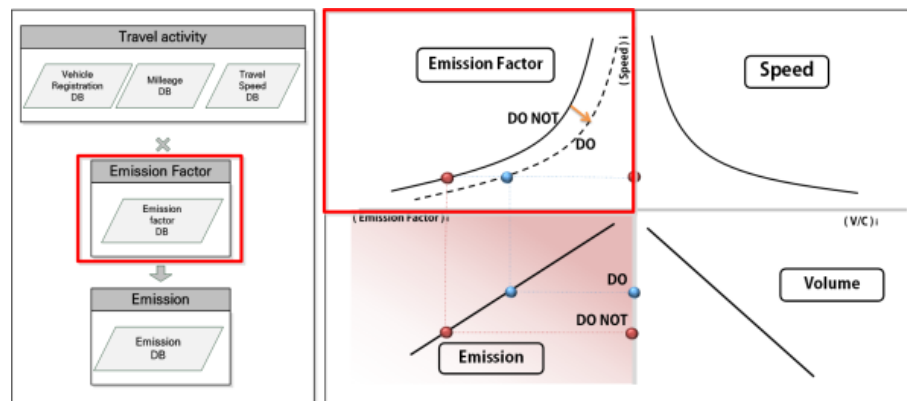 Travel activity
Vehicle
Registration
DB
Mileage
DB
Travel
Speed
DB
Emission Factor
Emission
factor
DB
Emission
Emission
DB
Emission Factor
(Speed) i
DO NOT
DO
Speed
(Emission Factor) i
(V/C) i
DO
DO NOT
Emission
Volume